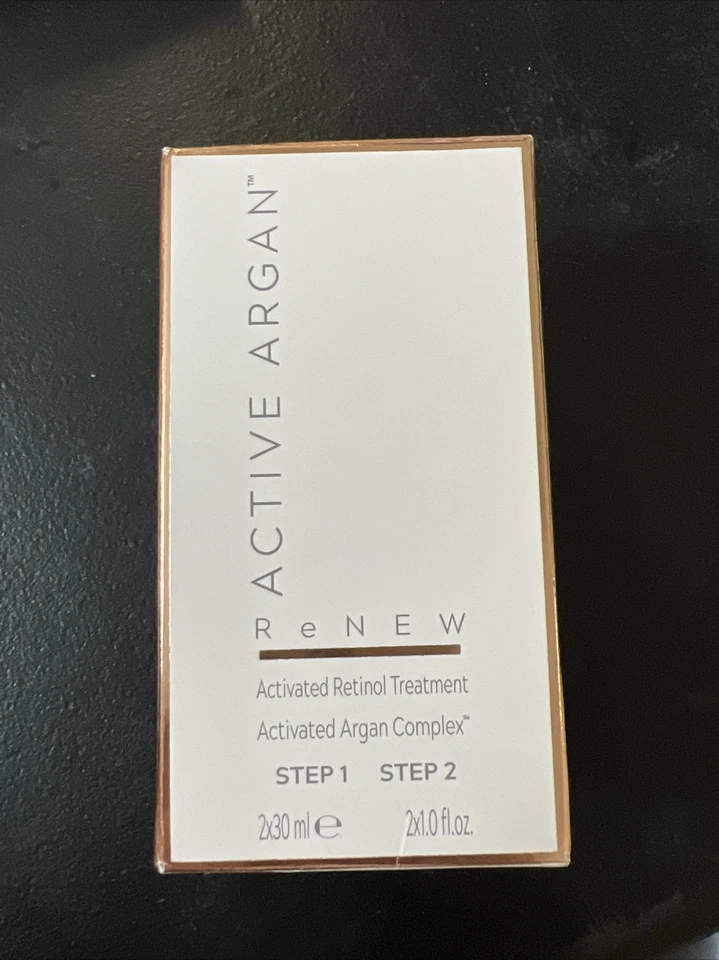 ACTIVE ARGAN™
ReNEW
Activated Retinol Treatment
Activated Argan Complex™
STEP 1 STEP 2
2x30 ml ℮ 2x1.0 fl.oz.